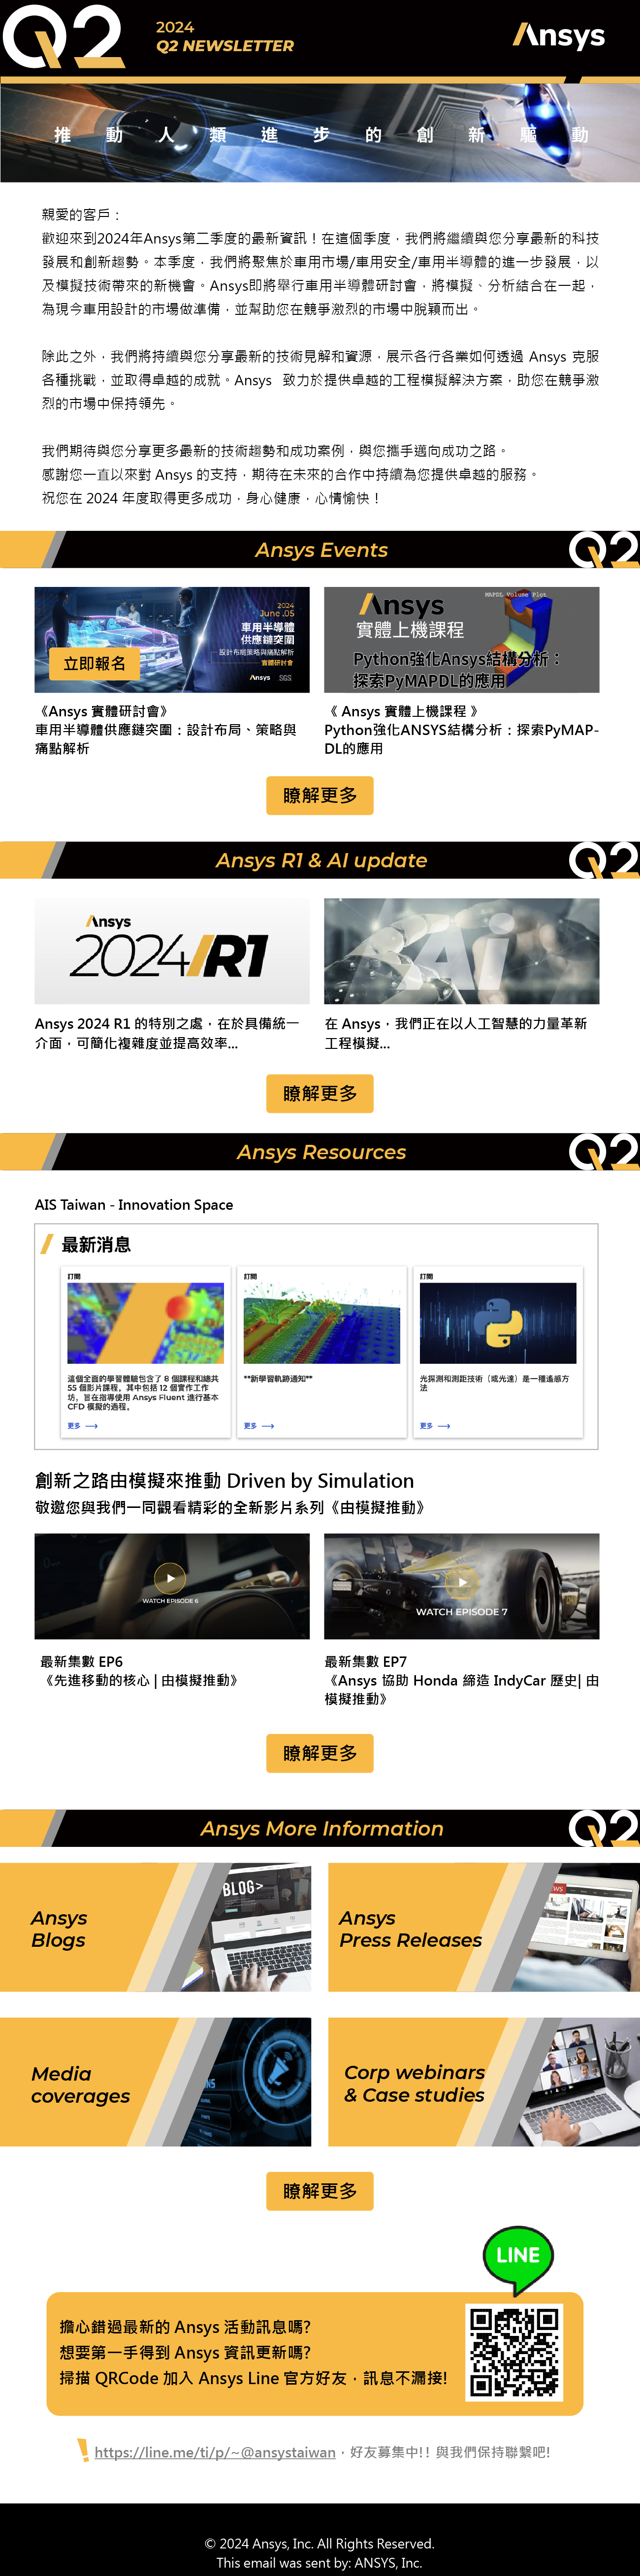 Q2
2024
Q2 NEWSLETTER
Ansys
推動人類進步的創新驅動
親愛的客戶：
歡迎來到2024年Ansys第二季度的最新資訊！在這個季度，我們將繼續與您分享最新的科技
發展和創新趨勢。本季度，我們將聚焦於車用市場/車用安全/車用半導體的進一步發展，以
及模擬技術帶來的新機會。Ansys即將舉行車用半導體研討會，將模擬、分析結合在一起，
為現今車用設計的市場做準備，並幫助您在競爭激烈的市場中脫穎而出。
除此之外，我們將持續與您分享最新的技術見解和資源，展示各行各業如何透過 Ansys 克服
各種挑戰，並取得卓越的成就。Ansys 致力於提供卓越的工程模擬解決方案，助您在競爭激
烈的市場中保持領先。
我們期待與您分享更多最新的技術趨勢和成功案例，與您攜手邁向成功之路。
感謝您一直以來對 Ansys 的支持，期待在未來的合作中持續為您提供卓越的服務。
祝您在 2024 年度取得更多成功，身心健康，心情愉快！
Ansys Events
Q2
2024
June .05
車用半導體
供應鏈突圍
設計布局策略與痛點解析
實體研討會
立即報名
Ansys SGS
MAPDL Volume Plot
Ansys
實體上機課程
Python強化Ansys結構分析：
探索PyMAPDL的應用
《Ansys 實體研討會》
車用半導體供應鏈突圍：設計布局、策略與
痛點解析
《 Ansys 實體上機課程 》
Python強化ANSYS結構分析：探索PyMAP-
DL的應用
瞭解更多
Ansys R1 & AI update
Q2
Ansys
2024/R1
Ai
Ansys 2024 R1 的特別之處，在於具備統一
介面，可簡化複雜度並提高效率...
在 Ansys，我們正在以人工智慧的力量革新
工程模擬...
瞭解更多
Ansys Resources
Q2
AIS Taiwan - Innovation Space
最新消息
訂閱
這個全面的學習體驗包含了 8 個課程和總共
55 個影片課程，其中包括 12 個實作工作
坊，旨在指導使用 Ansys Fluent 進行基本
CFD 模擬的過程。
更多
訂閱
**新學習軌跡通知**
更多
訂閱
光探測和測距技術（或光達）是一種遙感方
法
更多
創新之路由模擬來推動 Driven by Simulation
敬邀您與我們一同觀看精彩的全新影片系列《由模擬推動》
WATCH EPISODE 6
WATCH EPISODE 7
最新集數 EP6
《先進移動的核心 | 由模擬推動》
最新集數 EP7
《Ansys 協助 Honda 締造 IndyCar 歷史| 由
模擬推動》
瞭解更多
Ansys More Information
Q2
Ansys
Blogs
BLOG>
Ansys
Press Releases
Media
coverages
Corp webinars
& Case studies
瞭解更多
LINE
擔心錯過最新的 Ansys 活動訊息嗎?
想要第一手得到 Ansys 資訊更新嗎?
掃描 QRCode 加入 Ansys Line 官方好友，訊息不漏接!
https://line.me/ti/p/~@ansystaiwan，好友募集中!! 與我們保持聯繫吧!
© 2024 Ansys, Inc. All Rights Reserved.
This email was sent by: ANSYS, Inc.